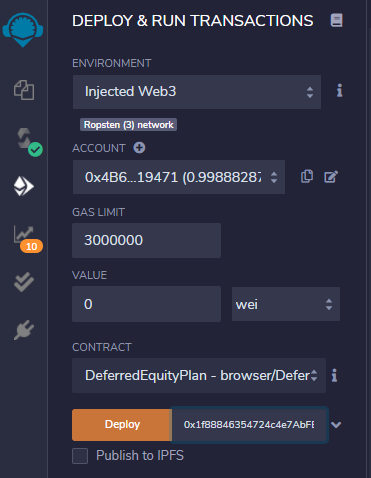 DEPLOY & RUN TRANSACTIONS
ENVIRONMENT
Injected Web3
Ropsten (3) network
ACCOUNT
0x4B6...19471 (0.99888287
GAS LIMIT
3000000
VALUE
0 wei
CONTRACT
DeferredEquityPlan - browser/Defer
10
Deploy 0x1f88846354724c4e7AbFE
Publish to IPFS